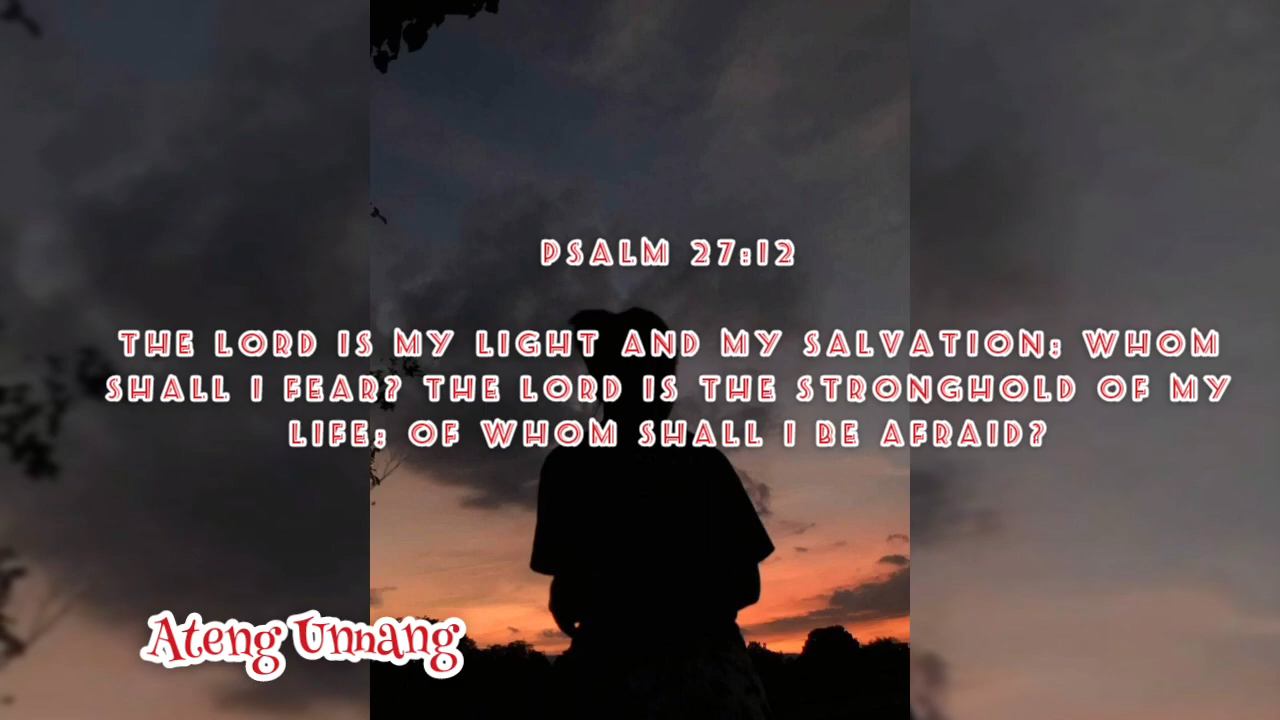 PSALM 27:12
THE LORD IS MY LIGHT AND MY SALVATION; WHOM
SHALL I FEAR? THE LORD IS THE STRONGHOLD OF MY
LIFE; OF WHOM SHALL I BE AFRAID?
Ateng Unnang